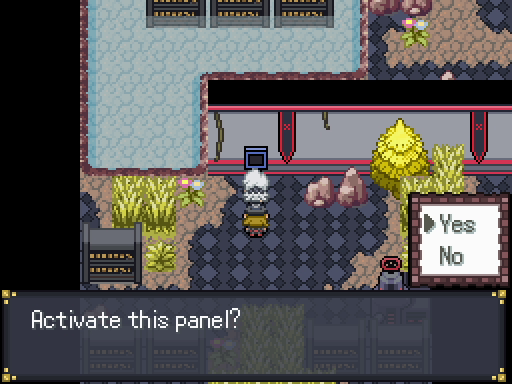 Yes
No
Activate this panel?